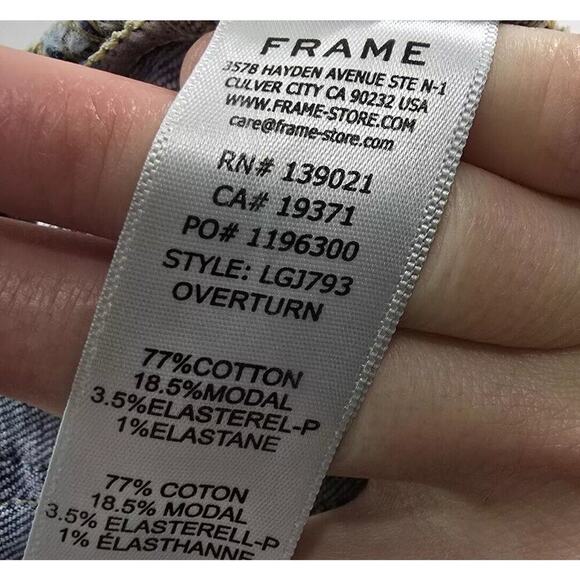 FRAME
3578 HAYDEN AVENUE STE N-1
CULVER CITY CA 90232 USA
WWW.FRAME-STORE.COM
care@frame-store.com
RN# 139021
CA# 19371
PO# 1196300
STYLE: LGJ793
OVERTURN
77%COTTON
18.5%MODAL
3.5%ELASTEREL-P
1%ELASTANE
77% COTON
18.5% MODAL
3.5% ELASTERELL-P
1% ÉLASTHANNE